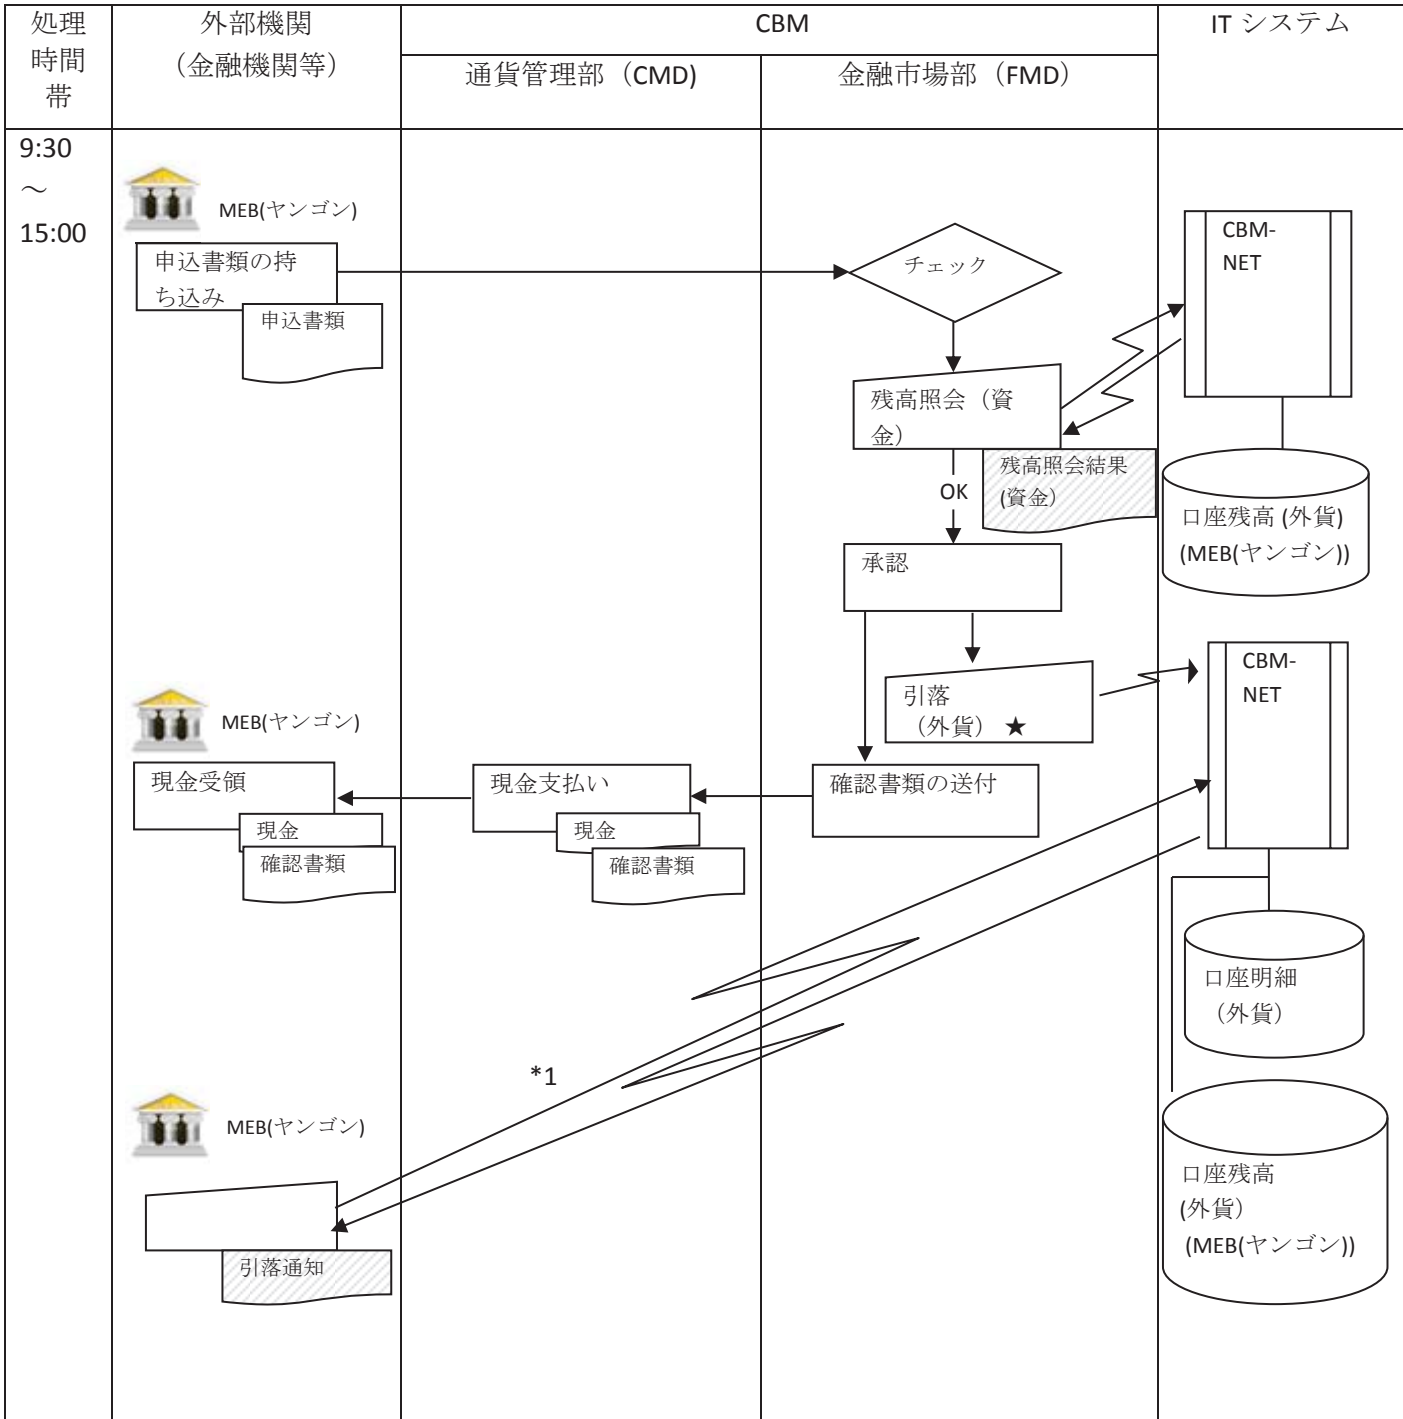 処理
時間
帯
外部機関
（金融機関等）
CBM
通貨管理部（CMD)
金融市場部（FMD）
IT システム
9:30
～
15:00
MEB(ヤンゴン)
申込書類の持
ち込み
申込書類
チェック
CBM-
NET
残高照会（資
金）
残高照会結果
(資金）
OK
口座残高 (外貨)
(MEB(ヤンゴン))
承認
引落
（外貨）★
CBM-
NET
MEB(ヤンゴン)
現金受領
現金
確認書類
現金支払い
現金
確認書類
確認書類の送付
口座明細
（外貨）
*1
MEB(ヤンゴン)
引落通知
口座残高
(外貨）
(MEB(ヤンゴン))